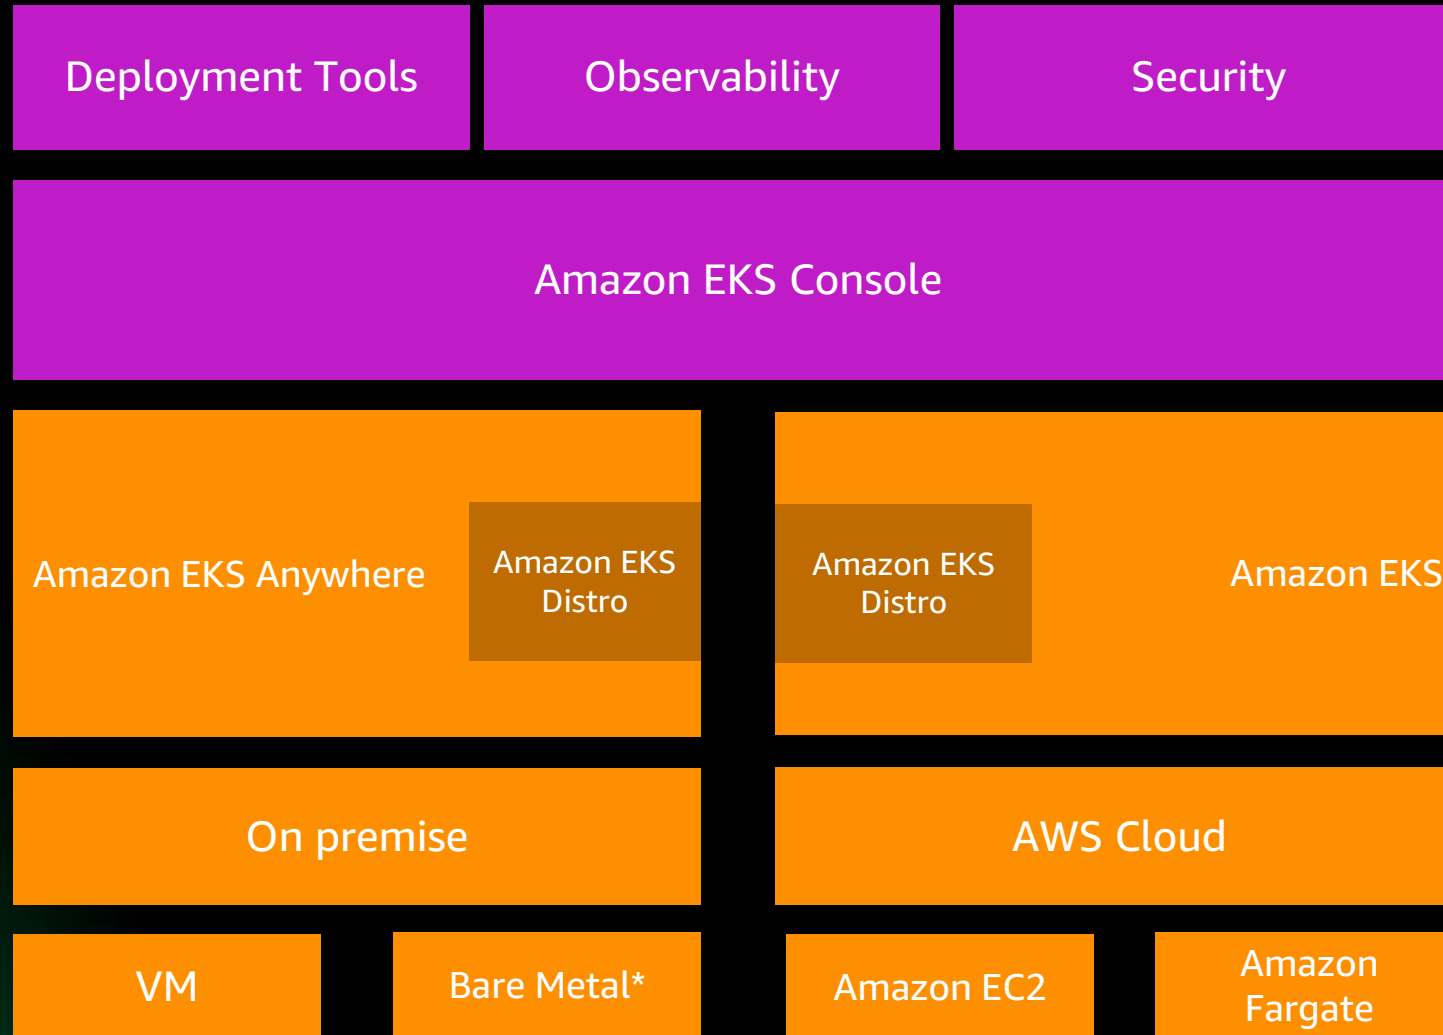 Deployment Tools
Observability
Security
Amazon EKS Console
Amazon EKS Anywhere
Amazon EKS
Distro
Amazon EKS
Distro
Amazon EKS
On premise
AWS Cloud
VM
Bare Metal*
Amazon EC2
Amazon
Fargate